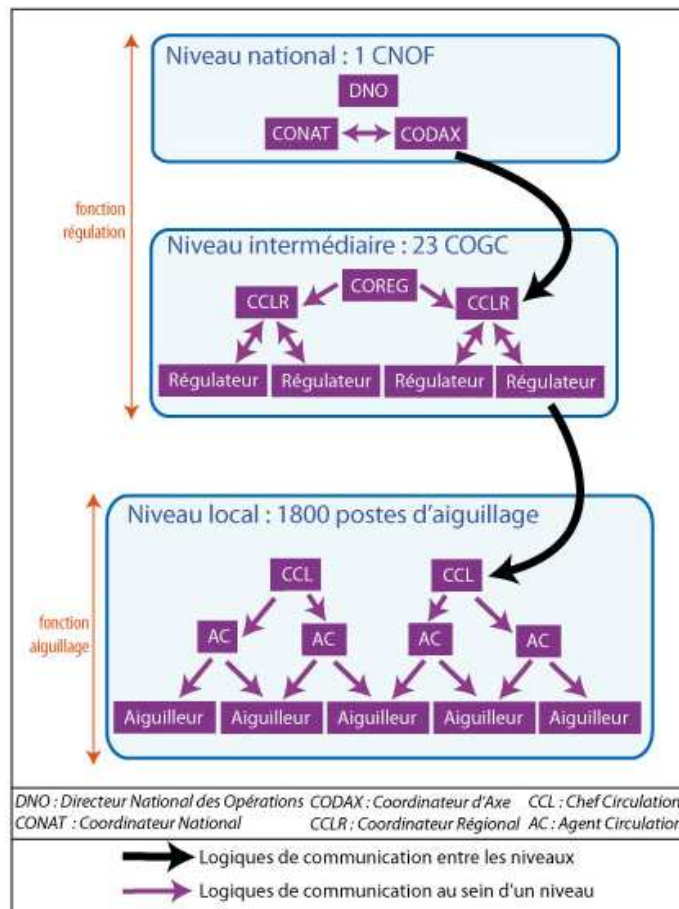 Niveau national : 1 CNOF
DNO
CONAT
CODAX
fonction
régulation
Niveau intermédiaire : 23 COGC
COREG
CCLR
CCLR
Régulateur
Régulateur
Régulateur
Régulateur
Niveau local : 1800 postes d'aiguillage
CCL
CCL
fonction
aiguillage
AC
AC
AC
AC
Aiguilleur
Aiguilleur
Aiguilleur
Aiguilleur
Aiguilleur
DNO : Directeur National des Opérations CODAX : Coordinateur d'Axe CCL : Chef Circulation
CONAT : Coordinateur National CCLR : Coordinateur Régional AC : Agent Circulation
Logiques de communication entre les niveaux
Logiques de communication au sein d'un niveau